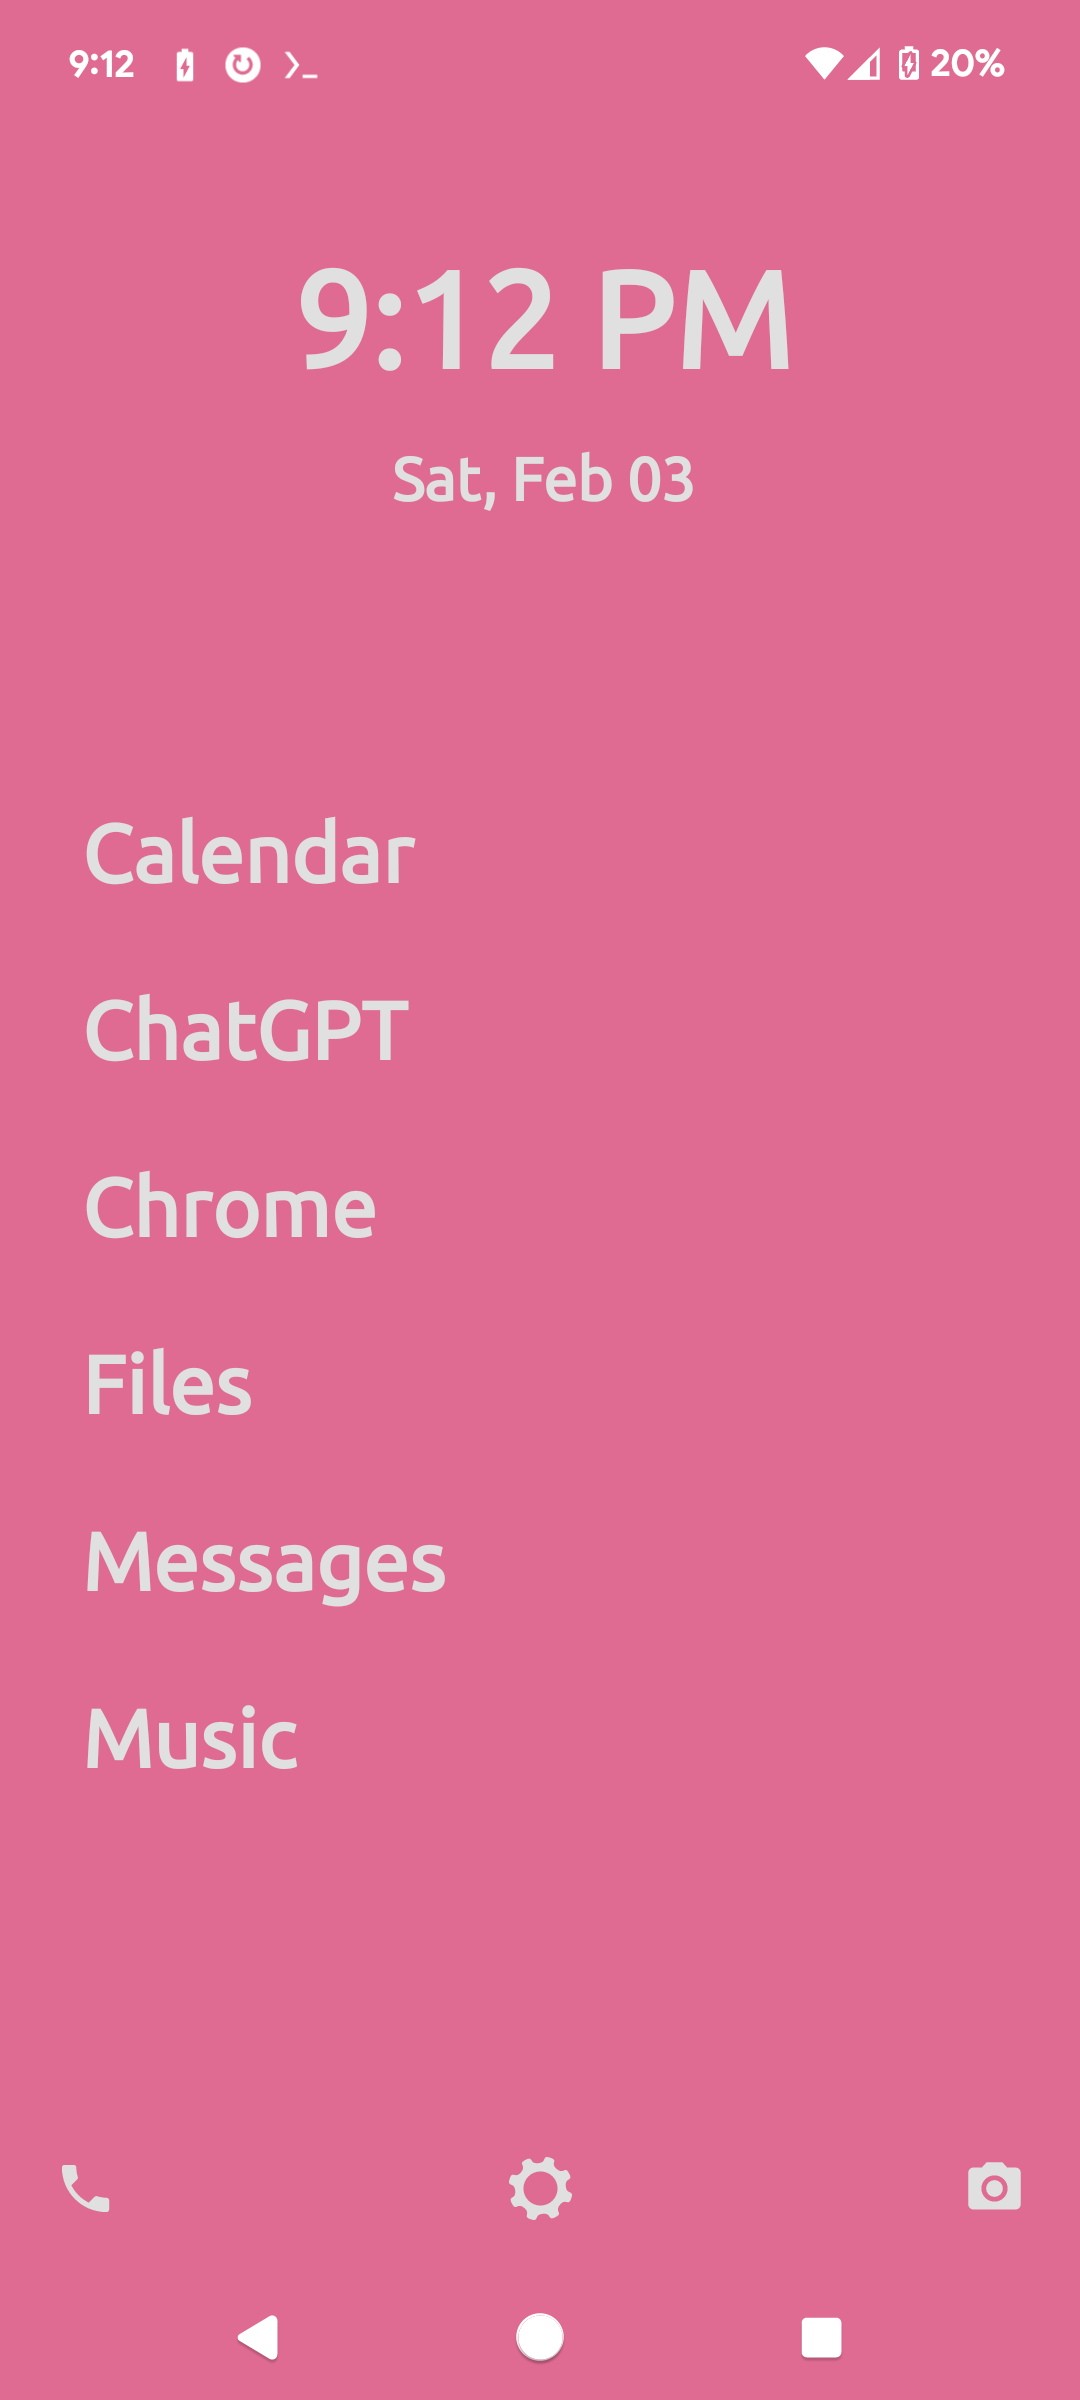 9:12 20%
9:12 PM
Sat, Feb 03
Calendar
ChatGPT
Chrome
Files
Messages
Music